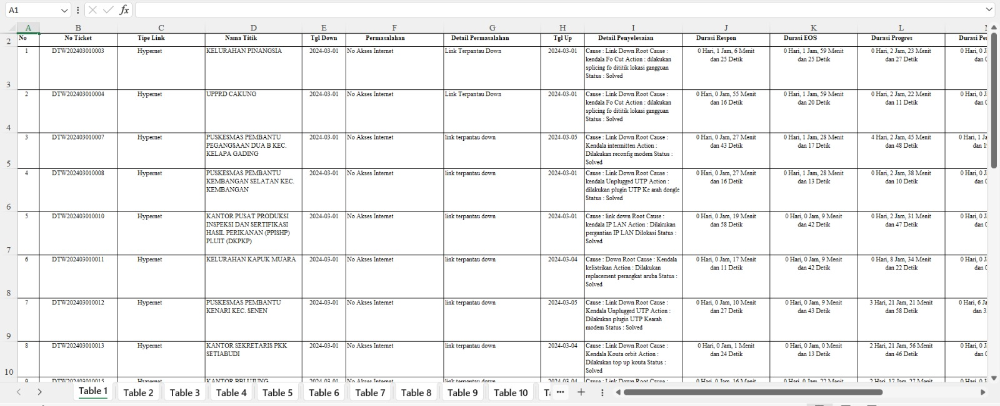 A1
fx
A B C D E F G H I J K L
2 No No Ticket Tipe Link Nama Titik Tgl Down Permasalahan Detail Permasalahan Tgl Up Detail Penyelesaian Durasi Respon Durasi EOS Durasi Progres Durasi
1 DTW202403010003 Hypernet KELURAHAN PINANGSIA 2024-03-01 No Akses Internet Link Terpantau Down 2024-03-01 Cause : Link Down Root Cause : 0 Hari, 1 Jam, 6 Menit 0 Hari, 1 Jam, 59 Menit 0 Hari, 2 Jam, 23 Menit 0 Hari, 0
kendala Fo Cut Action : dilakukan dan 25 Detik dan 25 Detik dan 27 Detik dan
splicing fo dititik lokasi gangguan
Status : Solved
3
2 DTW202403010004 Hypernet UPPRD CAKUNG 2024-03-01 No Akses Internet Link Terpantau Down 2024-03-01 Cause : Link Down Root Cause : 0 Hari, 0 Jam, 55 Menit 0 Hari, 1 Jam, 59 Menit 0 Hari, 2 Jam, 22 Menit 0 Hari, 0
kendala Fo Cut Action : dilakukan dan 16 Detik dan 20 Detik dan 11 Detik dan
splicing fo dititik lokasi gangguan
Status : Solved
4
3 DTW202403010007 Hypernet PUSKESMAS PEMBANTU 2024-03-01 No Akses Internet link terpantau down 2024-03-05 Cause : Link Down Root Cause : 0 Hari, 0 Jam, 27 Menit 0 Hari, 1 Jam, 28 Menit 4 Hari, 2 Jam, 45 Menit 0 Hari, 1
PEGANGSAAN DUA B KEC. Kendala intermitten Action : dan 43 Detik dan 17 Detik dan 48 Detik dan
KELAPA GADING Dilakukan reconfig modem Status :
5 Solved
4 DTW202403010008 Hypernet PUSKESMAS PEMBANTU 2024-03-01 No Akses Internet link terpantau down 2024-03-01 Cause : Link Down Root Cause : 0 Hari, 0 Jam, 27 Menit 0 Hari, 1 Jam, 28 Menit 0 Hari, 2 Jam, 38 Menit 0 Hari, 0
KEMBANGAN SELATAN KEC. kendala Unplugged UTP Action : dan 16 Detik dan 13 Detik dan 10 Detik dan
KEMBANGAN dilakukan plugin UTP Ke arah dongle
Status : Solved
6
5 DTW202403010010 Hypernet KANTOR PUSAT PRODUKSI 2024-03-01 No Akses Internet link terpantau down 2024-03-01 Cause : link down Root Cause : 0 Hari, 0 Jam, 19 Menit 0 Hari, 0 Jam, 9 Menit 0 Hari, 2 Jam, 31 Menit 0 Hari, 0
INSPEKSI DAN SERTIFIKASI kendala IP LAN Action : Dilakukan dan 58 Detik dan 42 Detik dan 47 Detik dan
HASIL PERIKANAN (PPISHP) pergantian IP LAN Dilokasi Status :
PLUIT (DKPKP) Solved
7
6 DTW202403010011 Hypernet KELURAHAN KAPUK MUARA 2024-03-01 No Akses Internet link terpantau down 2024-03-04 Cause : Down Root Cause : Kendala 0 Hari, 0 Jam, 17 Menit 0 Hari, 0 Jam, 9 Menit 0 Hari, 8 Jam, 34 Menit 0 Hari, 0
kelistrikan Action : Dilakukan dan 11 Detik dan 42 Detik dan 22 Detik dan
replacement perangkat aruba Status :
Solved
8
7 DTW202403010012 Hypernet PUSKESMAS PEMBANTU 2024-03-01 No Akses Internet link terpantau down 2024-03-05 Cause : Link Down Root Cause : 0 Hari, 0 Jam, 10 Menit 0 Hari, 0 Jam, 9 Menit 3 Hari, 21 Jam, 21 Menit 0 Hari, 6
KENARI KEC. SENEN Kendala Unplugged UTP Action : dan 27 Detik dan 43 Detik dan 58 Detik dan
Dilakukan plugin UTP Kearah
modem Status : Solved
9
8 DTW202403010013 Hypernet KANTOR SEKRETARIS PKK 2024-03-01 No Akses Internet link terpantau down 2024-03-04 Cause : Link Down Root Cause : 0 Hari, 0 Jam, 1 Menit 0 Hari, 0 Jam, 0 Menit 2 Hari, 21 Jam, 56 Menit 0 Hari, 0
SETIABUDI Kendala Kouta orbit Action : dan 24 Detik dan 13 Detik dan 46 Detik dan
Dilakukan top up kouta Status :
10 Solved
9 DTW202403010015 Hypernet KANTOR BBI UJUNG 2024-03-01 No Akses Internet link terpantau down 2024-03-04 Cause : Link Down Root Cause : 0 Hari, 0 Jam, 16 Menit 0 Hari, 0 Jam, 22 Menit 2 Hari, 17 Jam, 27 Menit 0 Hari, 0
Table 1 Table 2 Table 3 Table 4 Table 5 Table 6 Table 7 Table 8 Table 9 Table 10